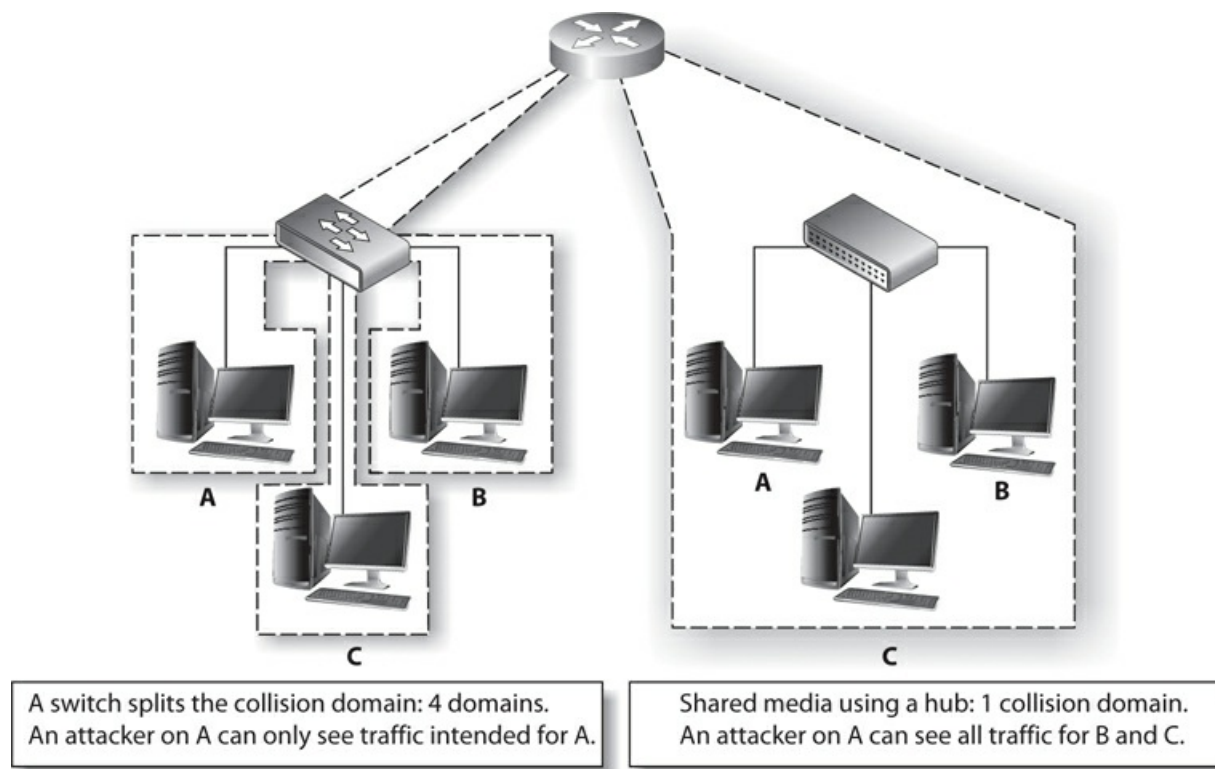 A
B
C
A
B
C
A switch splits the collision domain: 4 domains.
An attacker on A can only see traffic intended for A.
Shared media using a hub: 1 collision domain.
An attacker on A can see all traffic for B and C.